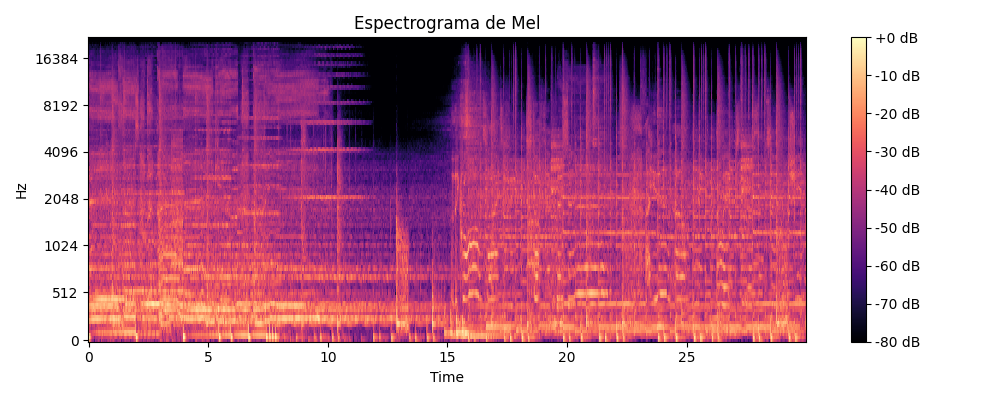 Espectrograma de Mel
Hz
16384
8192
4096
2048
1024
512
0
0 5 10 15 20 25
Time
+0 dB
-10 dB
-20 dB
-30 dB
-40 dB
-50 dB
-60 dB
-70 dB
-80 dB